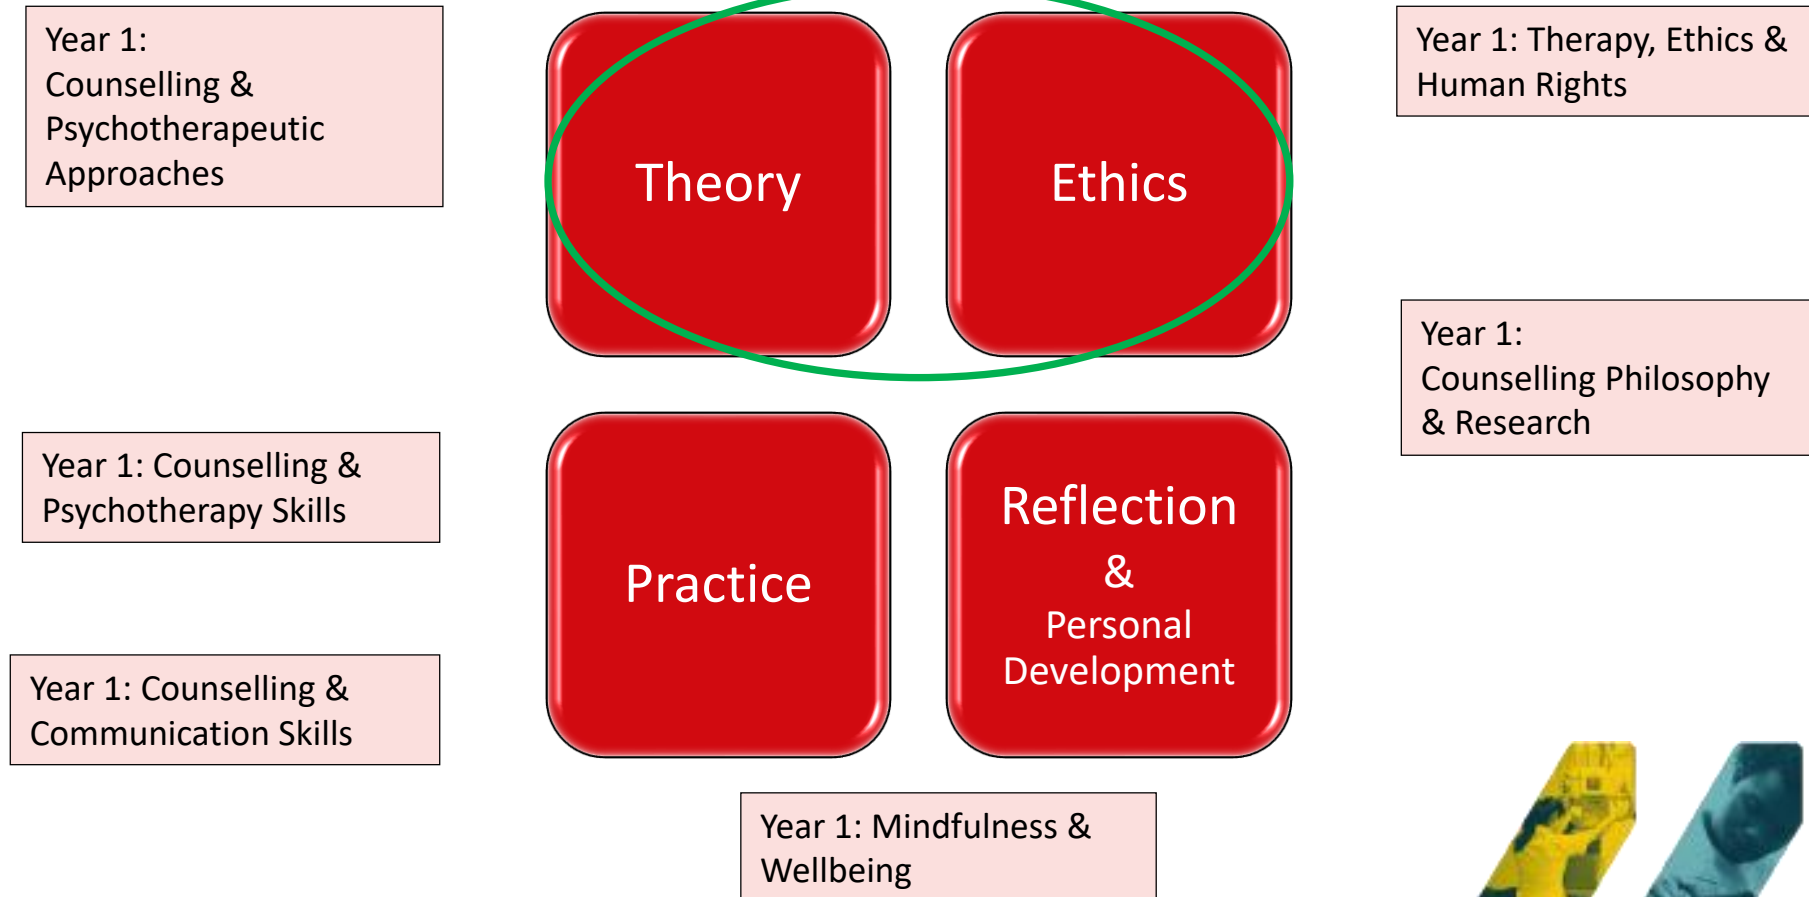 Year 1:
Counselling &
Psychotherapeutic
Approaches
Theory
Ethics
Year 1: Therapy, Ethics &
Human Rights
Year 1:
Counselling Philosophy
& Research
Year 1: Counselling &
Psychotherapy Skills
Practice
Reflection
&
Personal
Development
Year 1: Counselling &
Communication Skills
Year 1: Mindfulness &
Wellbeing